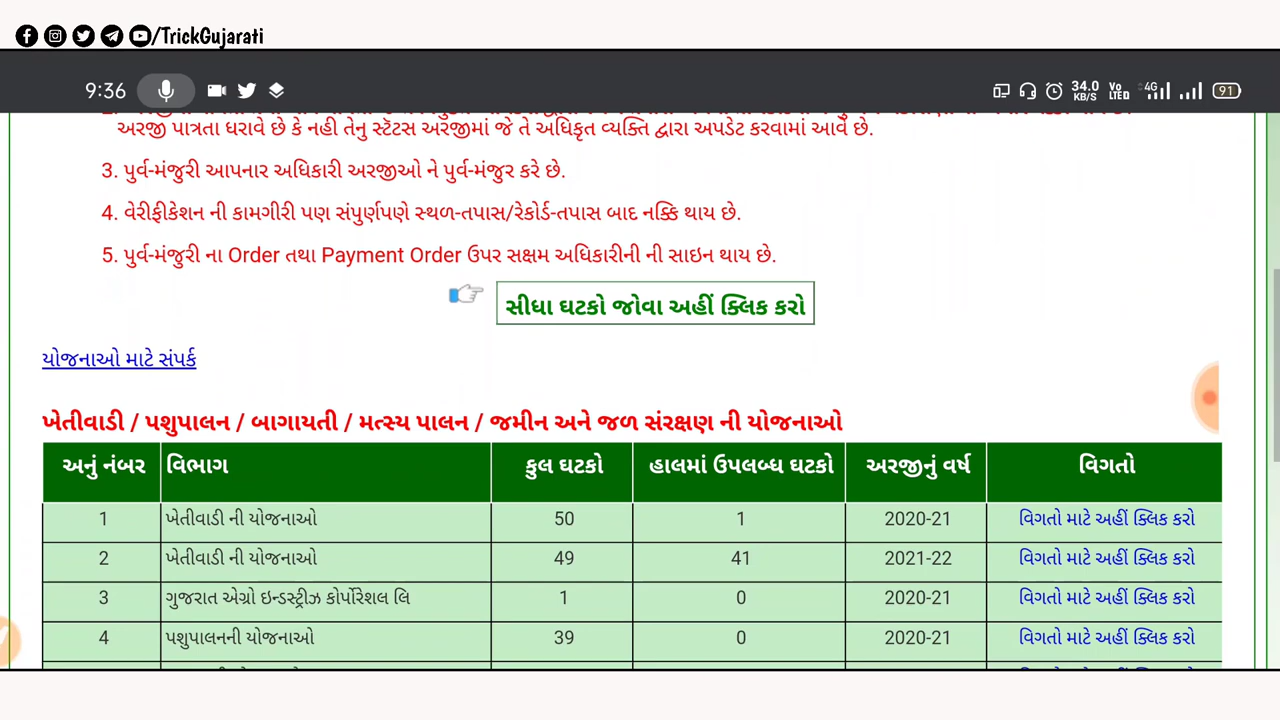 /TrickGujarati
9:36
34.0 KB/S Vo LTE 4G 91
અરજી પાત્રતા ધરાવે છે કે નહી તેનુ સ્ટૅટસ અરજીમાં જે તે અધિકૃત વ્યક્તિ દ્વારા અપડેટ કરવામાં આવે છે.
3. પુર્વ-મંજુરી આપનાર અધિકારી અરજીઓ ને પુર્વ-મંજુર કરે છે.
4. વેરીફીકેશન ની કામગીરી પણ સંપુર્ણપણે સ્થળ-તપાસ/રેકોર્ડ-તપાસ બાદ નક્કિ થાય છે.
5. પુર્વ-મંજુરી ના Order તથા Payment Order ઉપર સક્ષમ અધિકારીની ની સાઇન થાય છે.
સીધા ઘટકો જોવા અહીં ક્લિક કરો
યોજનાઓ માટે સંપર્ક
ખેતીવાડી / પશુપાલન / બાગાયતી / મત્સ્ય પાલન / જમીન અને જળ સંરક્ષણ ની યોજનાઓ
અનું નંબર વિભાગ કુલ ઘટકો હાલમાં ઉપલબ્ધ ઘટકો અરજીનું વર્ષ વિગતો
1 ખેતીવાડી ની યોજનાઓ 50 1 2020-21 વિગતો માટે અહીં ક્લિક કરો
2 ખેતીવાડી ની યોજનાઓ 49 41 2021-22 વિગતો માટે અહીં ક્લિક કરો
3 ગુજરાત એગ્રો ઇન્ડસ્ટ્રીઝ કોર્પોરેશલ લિ 1 0 2020-21 વિગતો માટે અહીં ક્લિક કરો
4 પશુપાલનની યોજનાઓ 39 0 2020-21 વિગતો માટે અહીં ક્લિક કરો